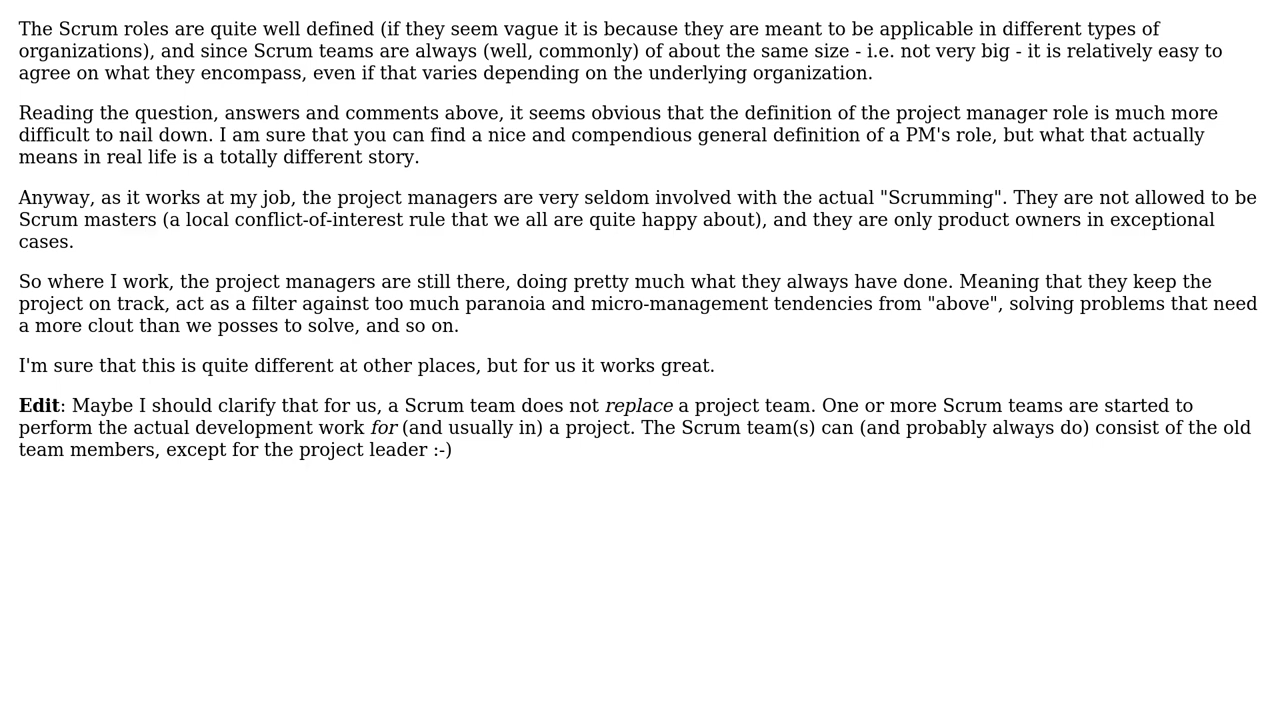 The Scrum roles are quite well defined (if they seem vague it is because they are meant to be applicable in different types of
organizations), and since Scrum teams are always (well, commonly) of about the same size - i.e. not very big - it is relatively easy to
agree on what they encompass, even if that varies depending on the underlying organization.
Reading the question, answers and comments above, it seems obvious that the definition of the project manager role is much more
difficult to nail down. I am sure that you can find a nice and compendious general definition of a PM's role, but what that actually
means in real life is a totally different story.
Anyway, as it works at my job, the project managers are very seldom involved with the actual "Scrumming". They are not allowed to be
Scrum masters (a local conflict-of-interest rule that we all are quite happy about), and they are only product owners in exceptional
cases.
So where I work, the project managers are still there, doing pretty much what they always have done. Meaning that they keep the
project on track, act as a filter against too much paranoia and micro-management tendencies from "above", solving problems that need
a more clout than we posses to solve, and so on.
I'm sure that this is quite different at other places, but for us it works great.
Edit: Maybe I should clarify that for us, a Scrum team does not replace a project team. One or more Scrum teams are started to
perform the actual development work for (and usually in) a project. The Scrum team(s) can (and probably always do) consist of the old
team members, except for the project leader :-)